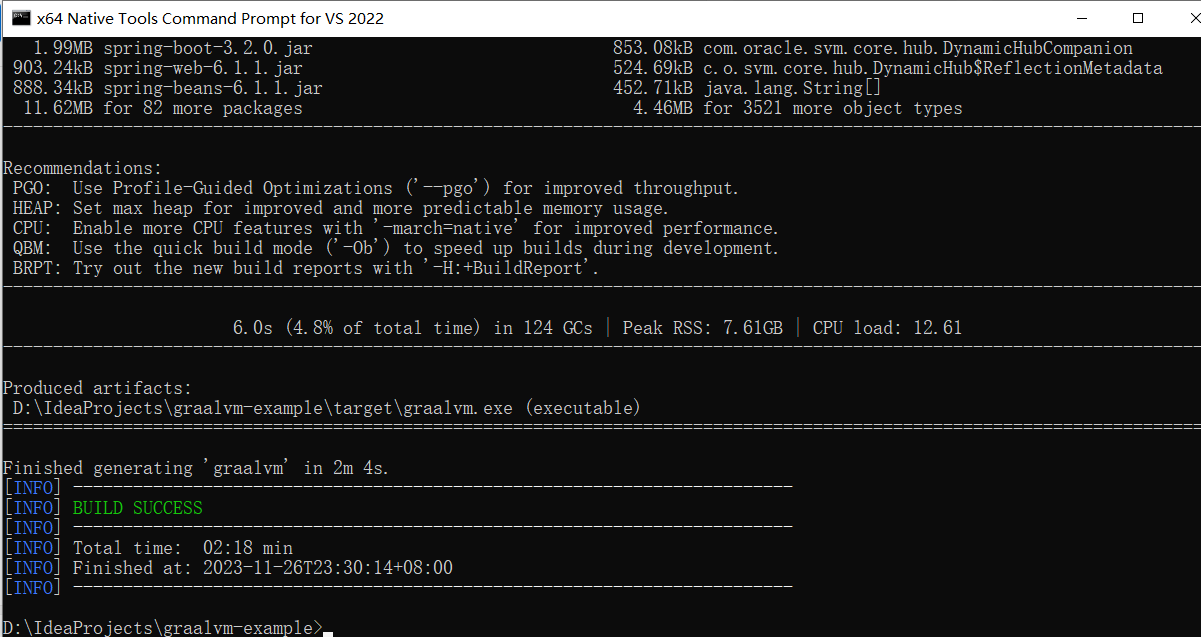 x64 Native Tools Command Prompt for VS 2022
1.99MB spring-boot-3.2.0.jar 853.08kB com.oracle.svm.core.hub.DynamicHubCompanion
903.24kB spring-web-6.1.1.jar 524.69kB c.o.svm.core.hub.DynamicHub$ReflectionMetadata
888.34kB spring-beans-6.1.1.jar 452.71kB java.lang.String[]
11.62MB for 82 more packages 4.46MB for 3521 more object types
------------------------------------------------------------------------------------------------------------------------
Recommendations:
PGO: Use Profile-Guided Optimizations ('--pgo') for improved throughput.
HEAP: Set max heap for improved and more predictable memory usage.
CPU: Enable more CPU features with '-march=native' for improved performance.
QBM: Use the quick build mode ('-Ob') to speed up builds during development.
BRPT: Try out the new build reports with '-H:+BuildReport'.
------------------------------------------------------------------------------------------------------------------------
6.0s (4.8% of total time) in 124 GCs | Peak RSS: 7.61GB | CPU load: 12.61
------------------------------------------------------------------------------------------------------------------------
Produced artifacts:
D:\IdeaProjects\graalvm-example\target\graalvm.exe (executable)
========================================================================================================================
Finished generating 'graalvm' in 2m 4s.
[INFO] ------------------------------------------------------------------------
[INFO] BUILD SUCCESS
[INFO] ------------------------------------------------------------------------
[INFO] Total time:  02:18 min
[INFO] Finished at: 2023-11-26T23:30:14+08:00
[INFO] ------------------------------------------------------------------------
D:\IdeaProjects\graalvm-example>